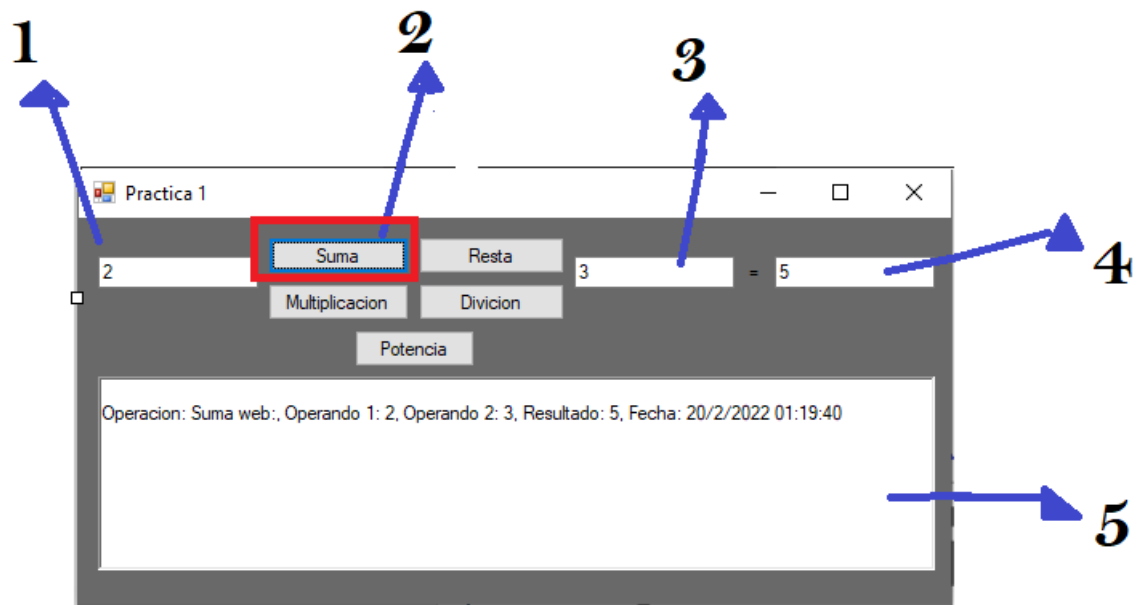 1
2
3
Practica 1
Suma Resta
2 3 = 5
4
Multiplicacion Divicion
Potencia
Operacion: Suma web:, Operando 1: 2, Operando 2: 3, Resultado: 5, Fecha: 20/2/2022 01:19:40
5